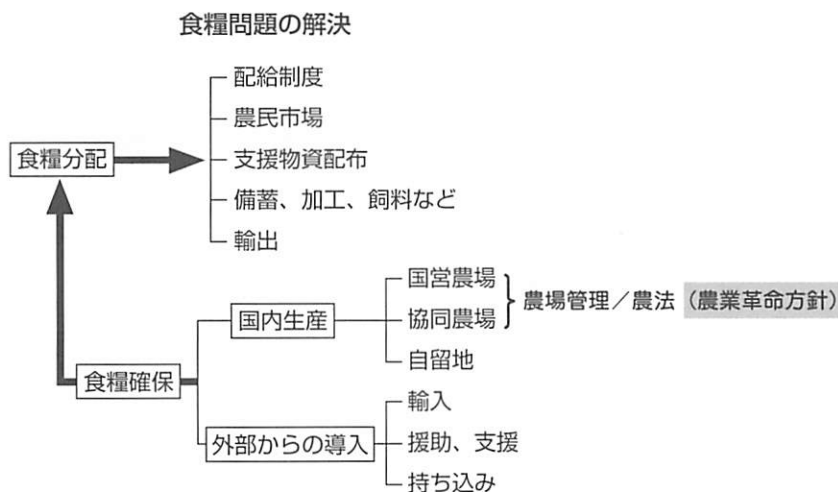 食糧問題の解決
配給制度
農民市場
食糧分配
支援物資配布
備蓄、加工、飼料など
輸出
国営農場
国内生産
協同農場
農場管理／農法（農業革命方針）
自留地
食糧確保
輸入
外部からの導入
援助、支援
持ち込み